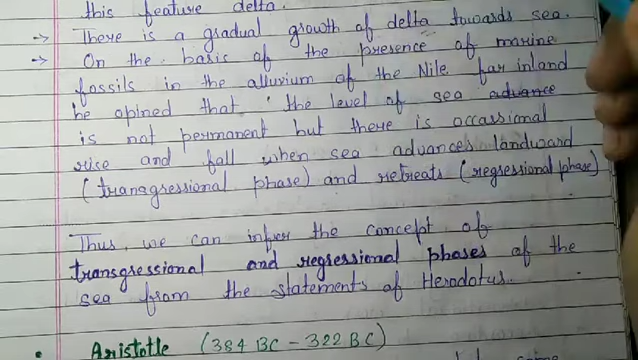 this feature delta.
→ There is a gradual growth of delta towards sea.
→ On the basis of the presence of marine
fossils in the alluvium of the Nile far inland
he opined that the level of sea advance
is not permanent but there is occassional
rise and fall when sea advances landward
(transgressional phase) and retreats (regressional phase)
Thus, we can infer the concept of
transgressional and regressional phases of the
sea from the statements of Herodotus.
• Aristotle (384 BC - 322 BC)